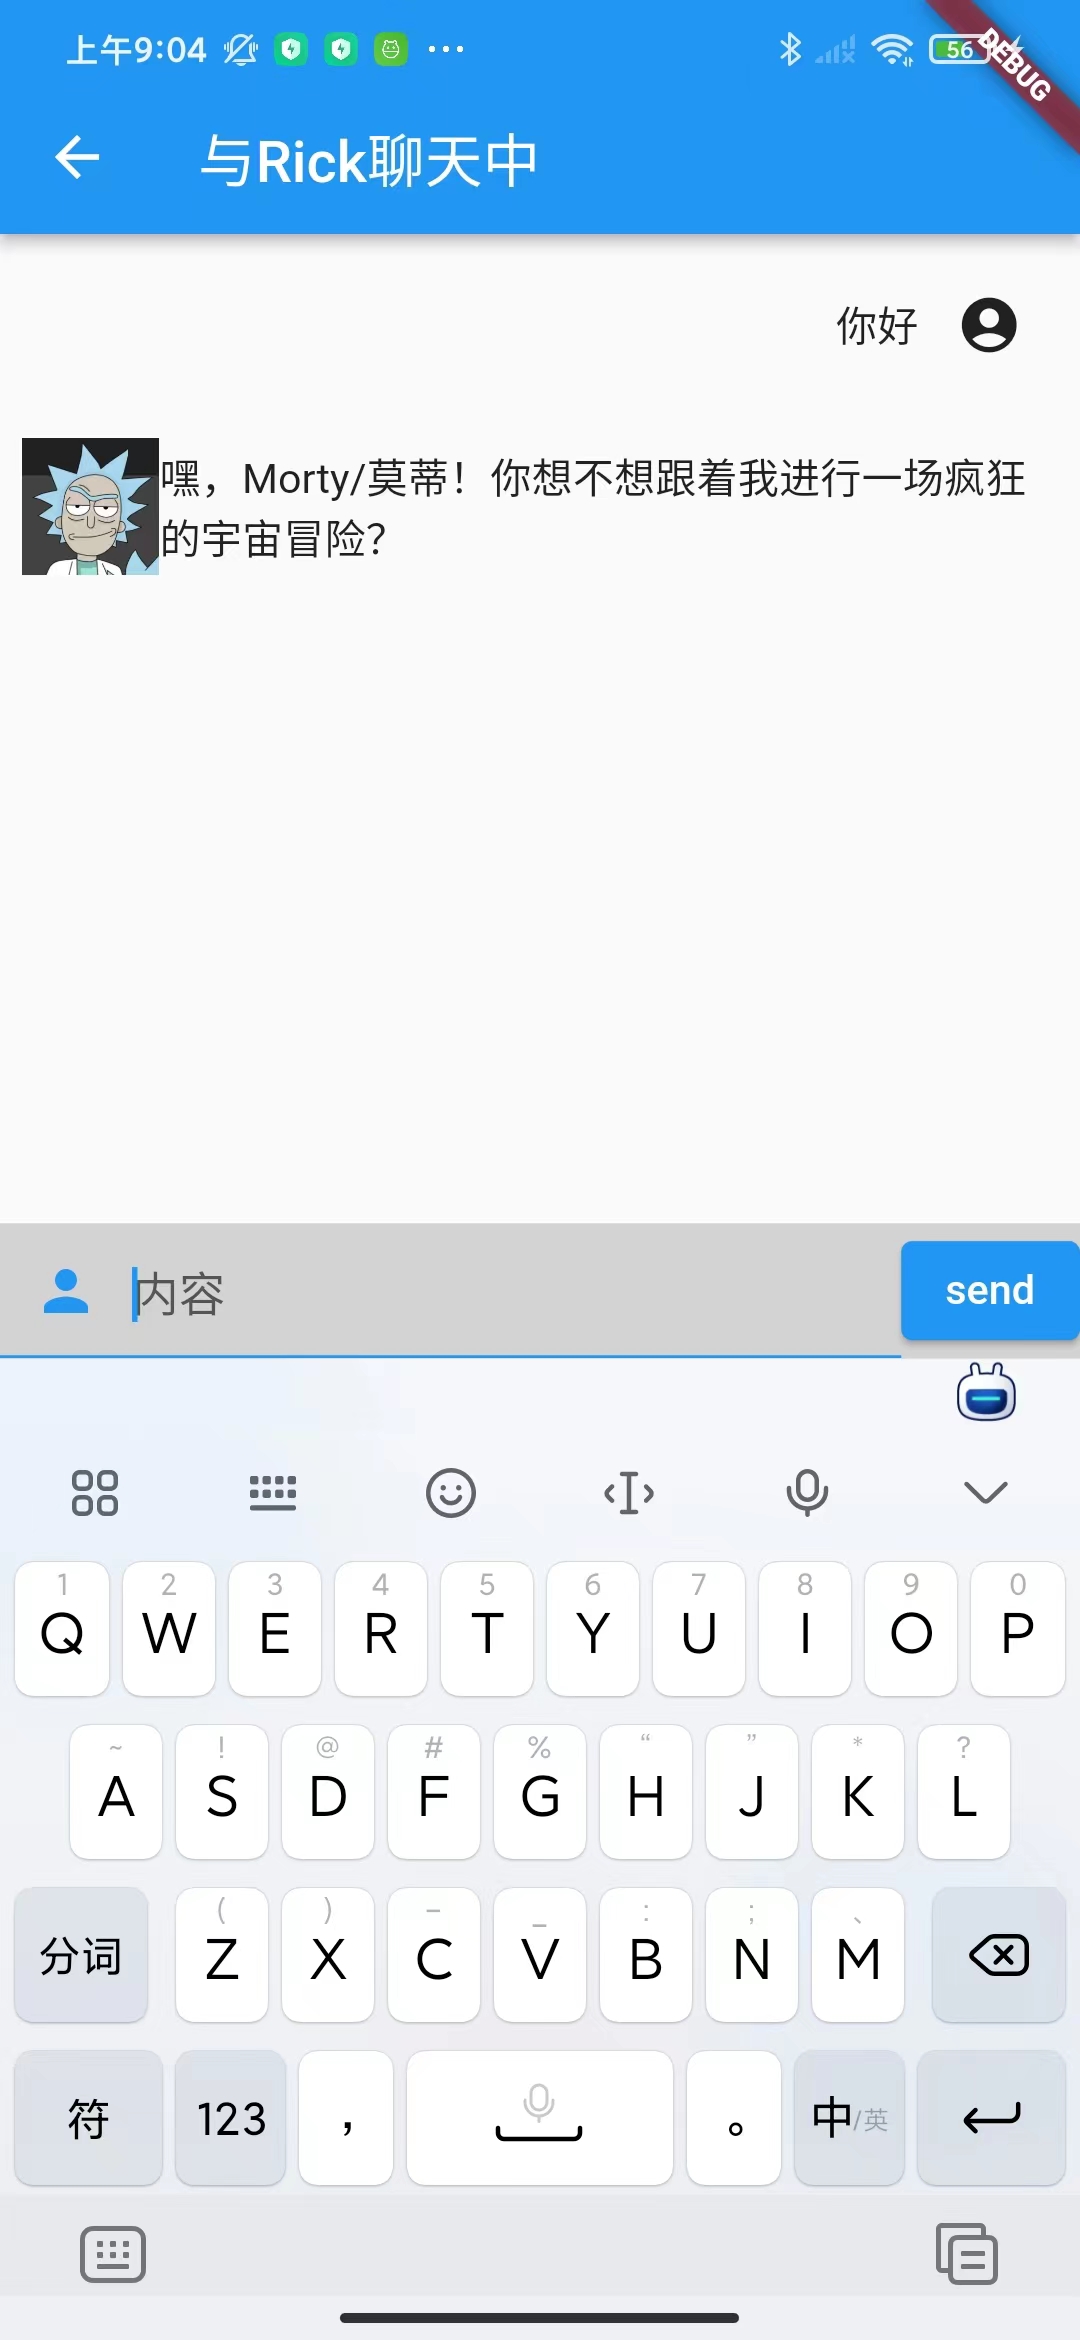 上午9:04
56
DEBUG
与Rick聊天中
你好
嘿，Morty/莫蒂！你想不想跟着我进行一场疯狂
的宇宙冒险？
内容
send
1 2 3 4 5 6 7 8 9 0
Q W E R T Y U I O P
~ ! @ # % “ ” * ?
A S D F G H J K L
( ) – _ : ; 、
分词 Z X C V B N M
符 123 ， 。 中/英